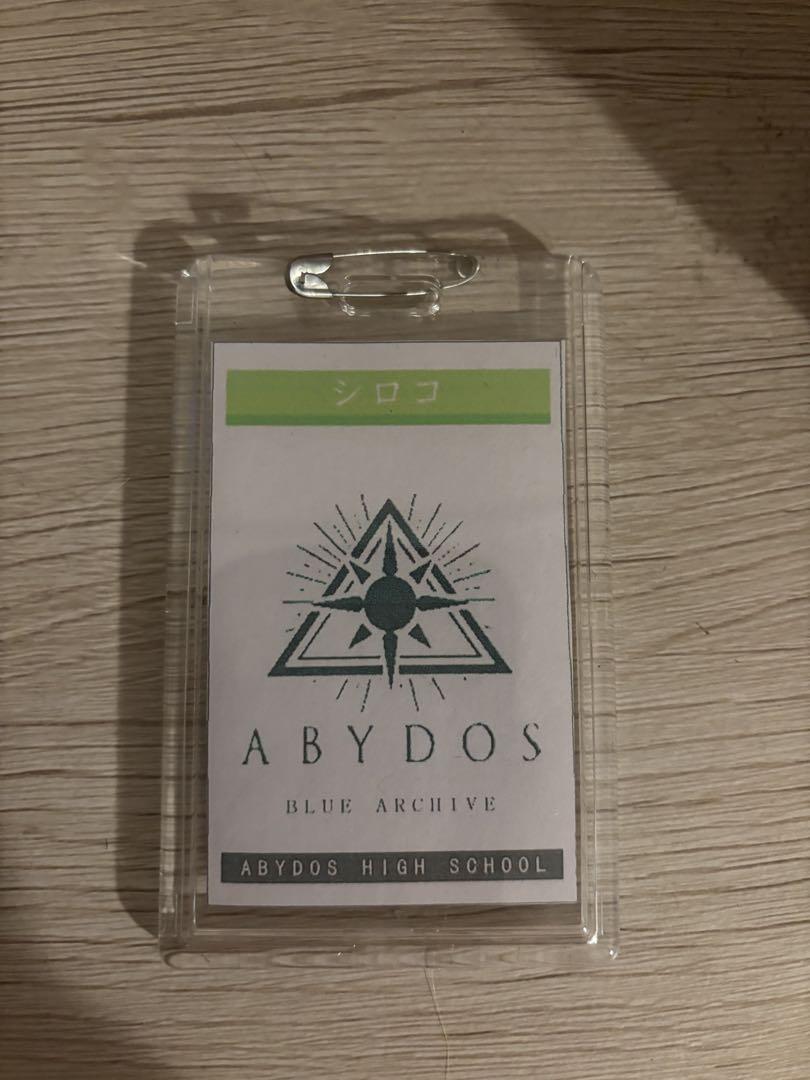 シロコ
ABYDOS
BLUE ARCHIVE
ABYDOS HIGH SCHOOL